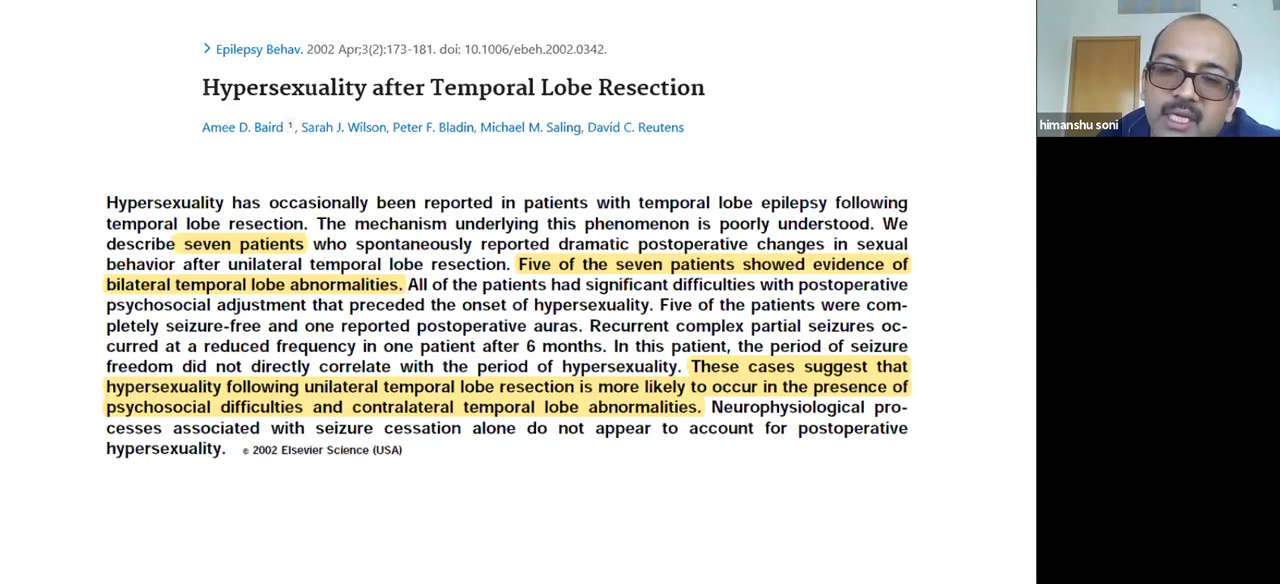 > Epilepsy Behav. 2002 Apr;3(2):173-181. doi: 10.1006/ebeh.2002.0342.
Hypersexuality after Temporal Lobe Resection
Amee D. Baird 1, Sarah J. Wilson, Peter F. Bladin, Michael M. Saling, David C. Reutens
himanshu soni
Hypersexuality has occasionally been reported in patients with temporal lobe epilepsy following
temporal lobe resection. The mechanism underlying this phenomenon is poorly understood. We
describe seven patients who spontaneously reported dramatic postoperative changes in sexual
behavior after unilateral temporal lobe resection. Five of the seven patients showed evidence of
bilateral temporal lobe abnormalities. All of the patients had significant difficulties with postoperative
psychosocial adjustment that preceded the onset of hypersexuality. Five of the patients were com-
pletely seizure-free and one reported postoperative auras. Recurrent complex partial seizures oc-
curred at a reduced frequency in one patient after 6 months. In this patient, the period of seizure
freedom did not directly correlate with the period of hypersexuality. These cases suggest that
hypersexuality following unilateral temporal lobe resection is more likely to occur in the presence of
psychosocial difficulties and contralateral temporal lobe abnormalities. Neurophysiological pro-
cesses associated with seizure cessation alone do not appear to account for postoperative
hypersexuality. © 2002 Elsevier Science (USA)